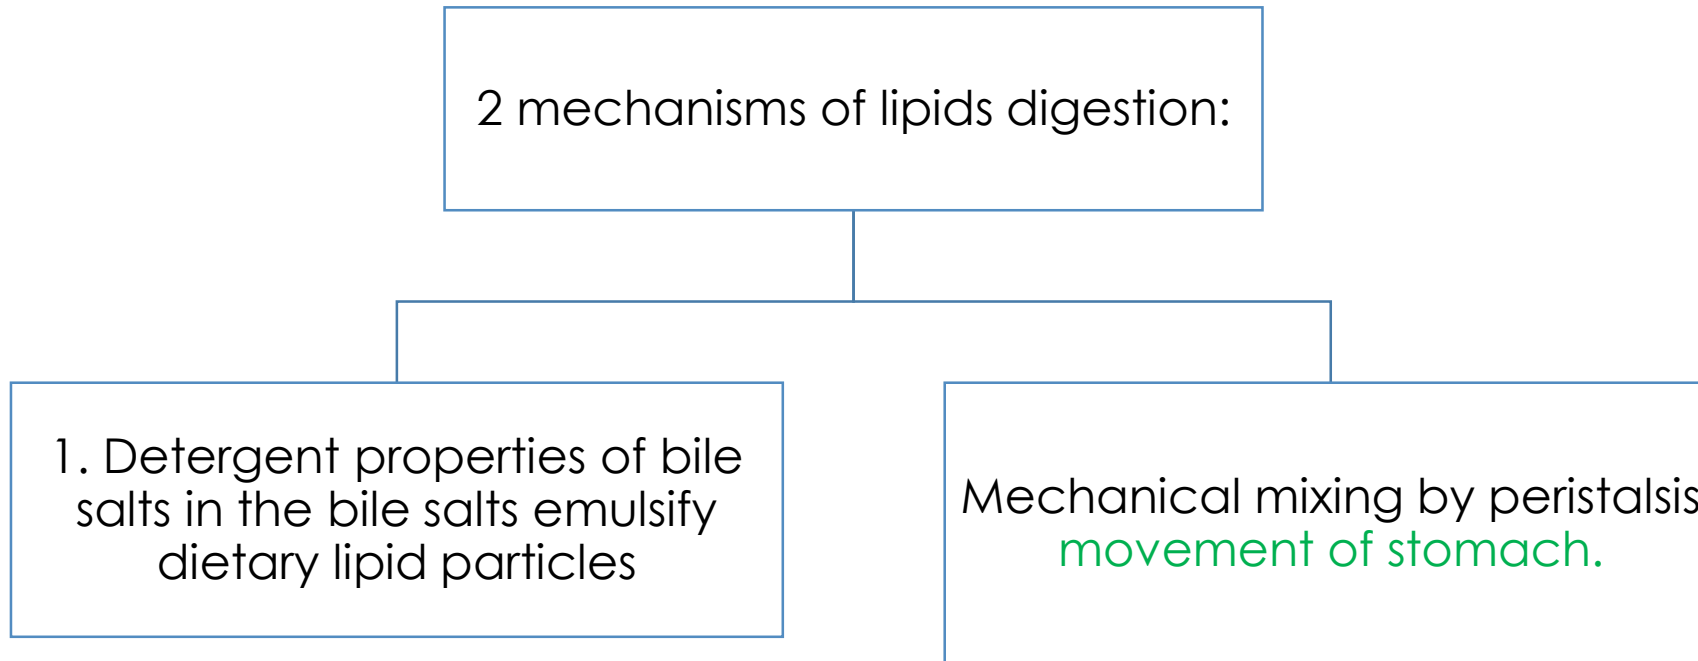 2 mechanisms of lipids digestion:
1. Detergent properties of bile
salts in the bile salts emulsify
dietary lipid particles
Mechanical mixing by peristalsis
movement of stomach.